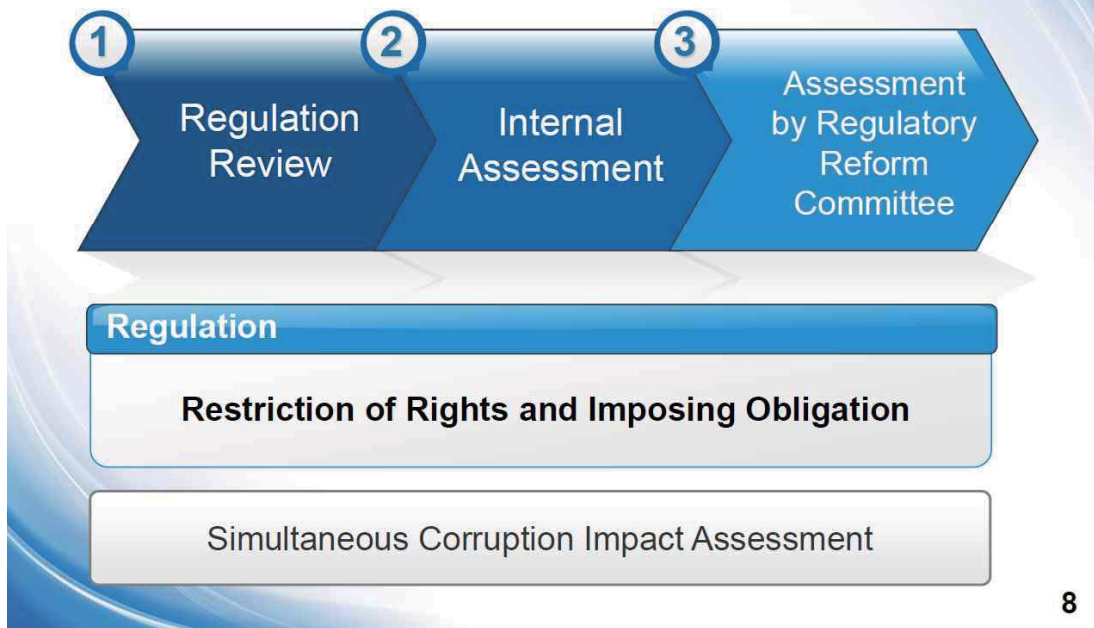 1
Regulation
Review
2
Internal
Assessment
3
Assessment
by Regulatory
Reform
Committee
Regulation
Restriction of Rights and Imposing Obligation
Simultaneous Corruption Impact Assessment
8